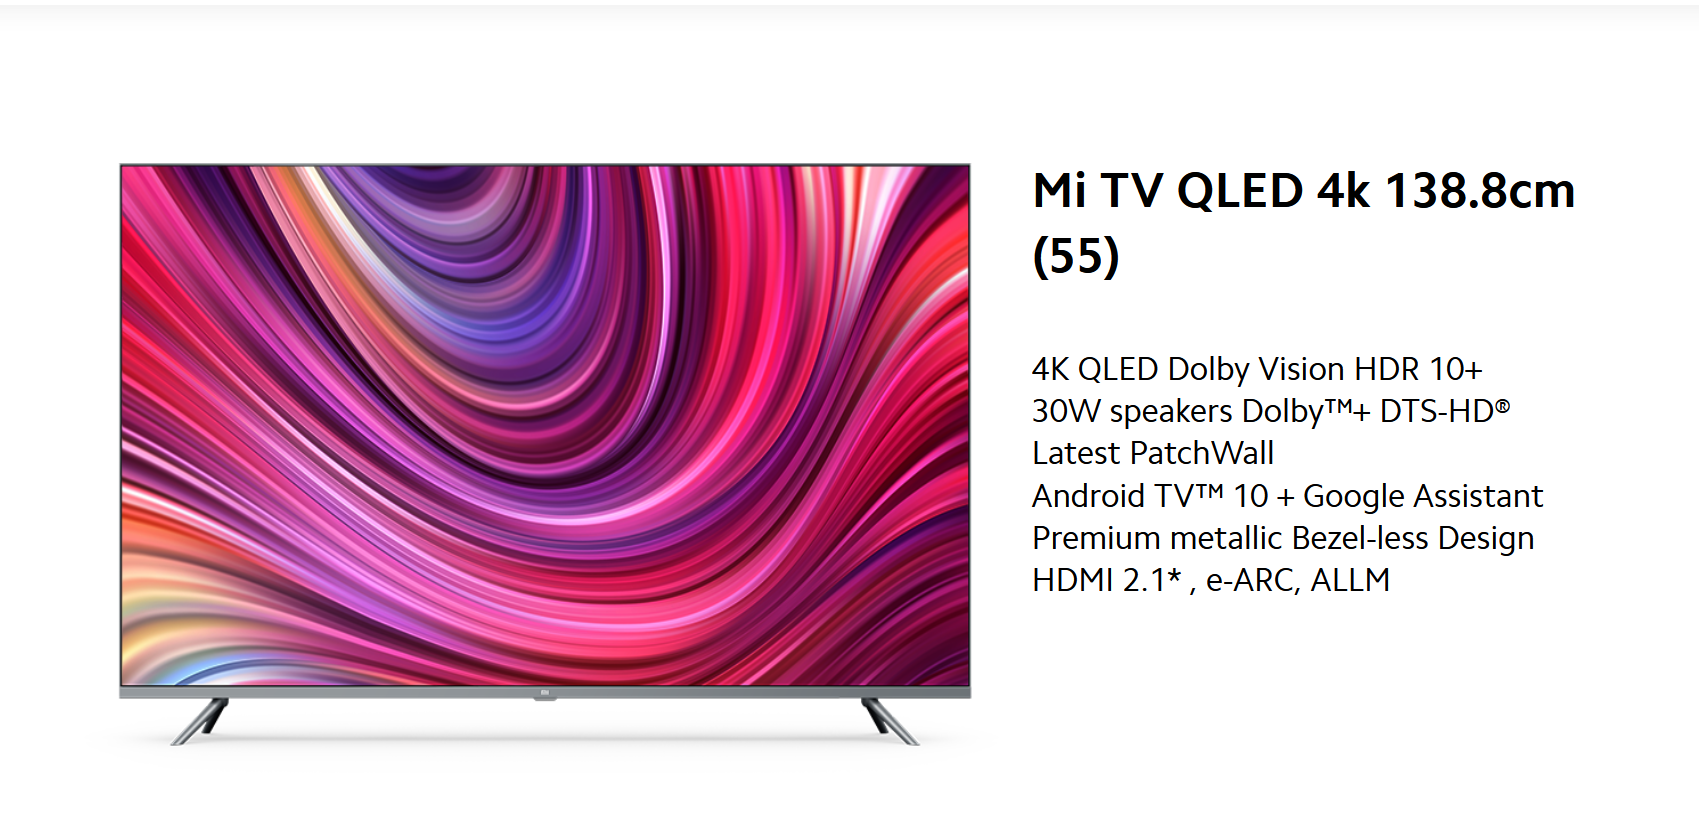 Mi TV QLED 4k 138.8cm
(55)
4K QLED Dolby Vision HDR 10+
30W speakers Dolby™+ DTS-HD®
Latest PatchWall
Android TV™ 10 + Google Assistant
Premium metallic Bezel-less Design
HDMI 2.1* , e-ARC, ALLM